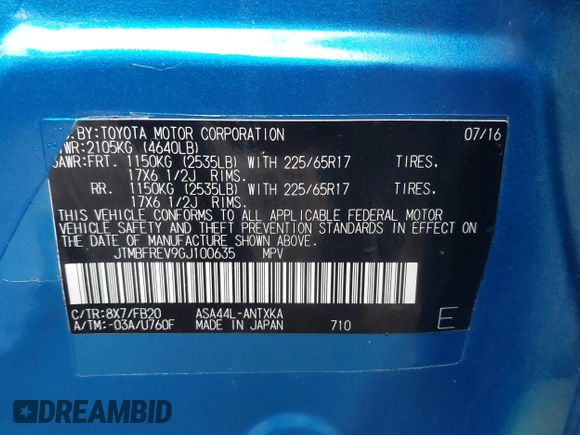 BY: TOYOTA MOTOR CORPORATION 07/16
WR: 2105KG (4640LB)
GAWR: FRT. 1150KG (2535LB) WITH 225/65R17 TIRES.
17X6 1/2J RIMS.
RR. 1150KG (2535LB) WITH 225/65R17 TIRES.
17X6 1/2J RIMS.
THIS VEHICLE CONFORMS TO ALL APPLICABLE FEDERAL MOTOR
VEHICLE SAFETY AND THEFT PREVENTION STANDARDS IN EFFECT
ON THE DATE OF MANUFACTURE SHOWN ABOVE.
JTMBFREV9GJ100635 MPV
C/TR: 8X7/FB20 ASA44L-ANTXKA
A/TM: -03A/U760F MADE IN JAPAN 710 E
DREAMBID